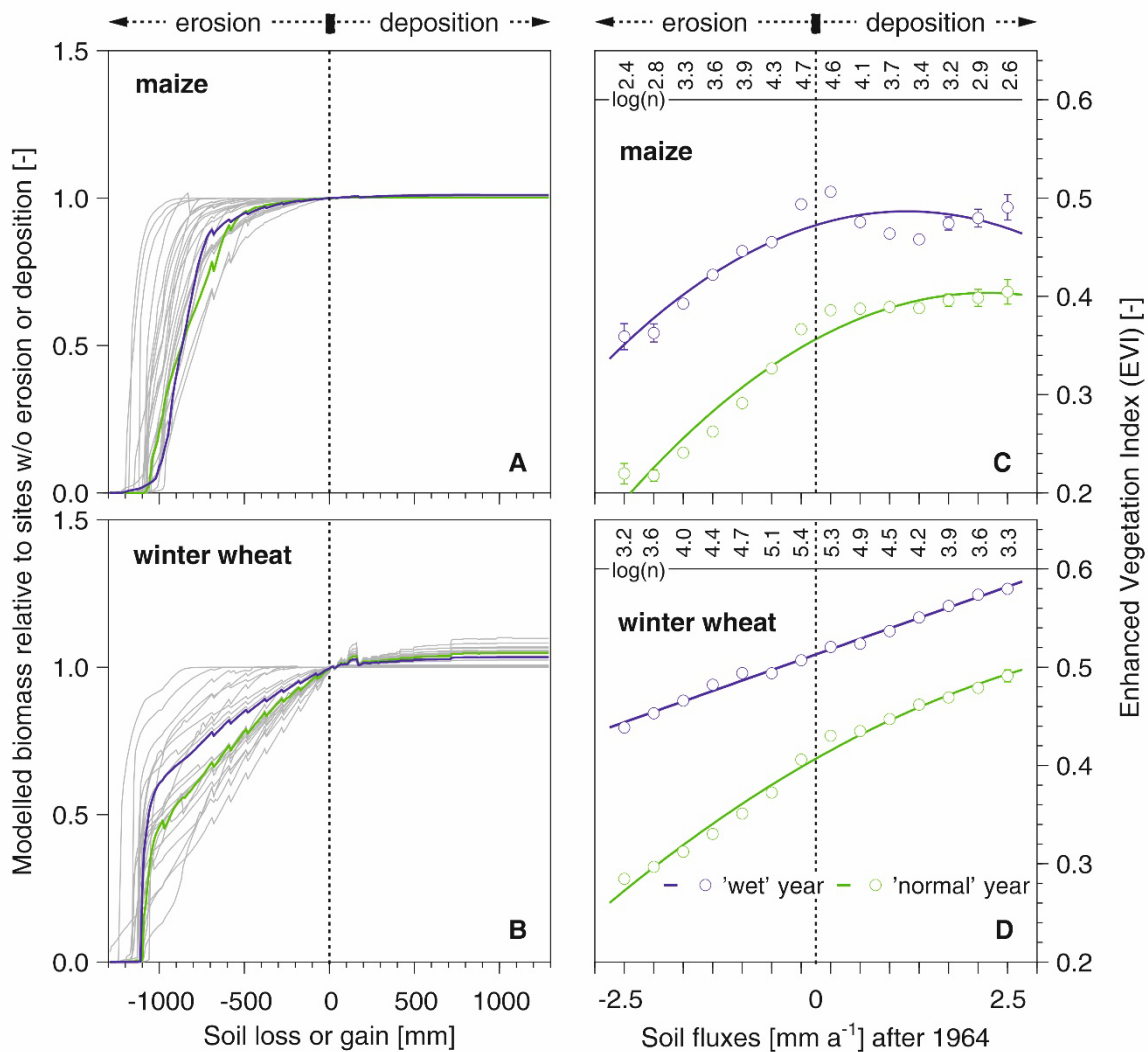 erosion deposition erosion deposition
Modelled biomass relative to sites w/o erosion or deposition [-]
1.5
maize
1.0
0.5
0.0
A
1.5
winter wheat
1.0
0.5
0.0
B
-1000 -500 0 500 1000
Soil loss or gain [mm]
2.4 2.8 3.3 3.6 3.9 4.3 4.7 4.6 4.1 3.7 3.4 3.2 2.9 2.6
log(n)
maize
0.6
0.5
0.4
0.3
0.2
C
3.2 3.6 4.0 4.4 4.7 5.1 5.4 5.3 4.9 4.5 4.2 3.9 3.6 3.3
log(n)
winter wheat
0.6
0.5
0.4
0.3
0.2
'wet' year 'normal' year
D
-2.5 0 2.5
Soil fluxes [mm a-1] after 1964
Enhanced Vegetation Index (EVI) [-]